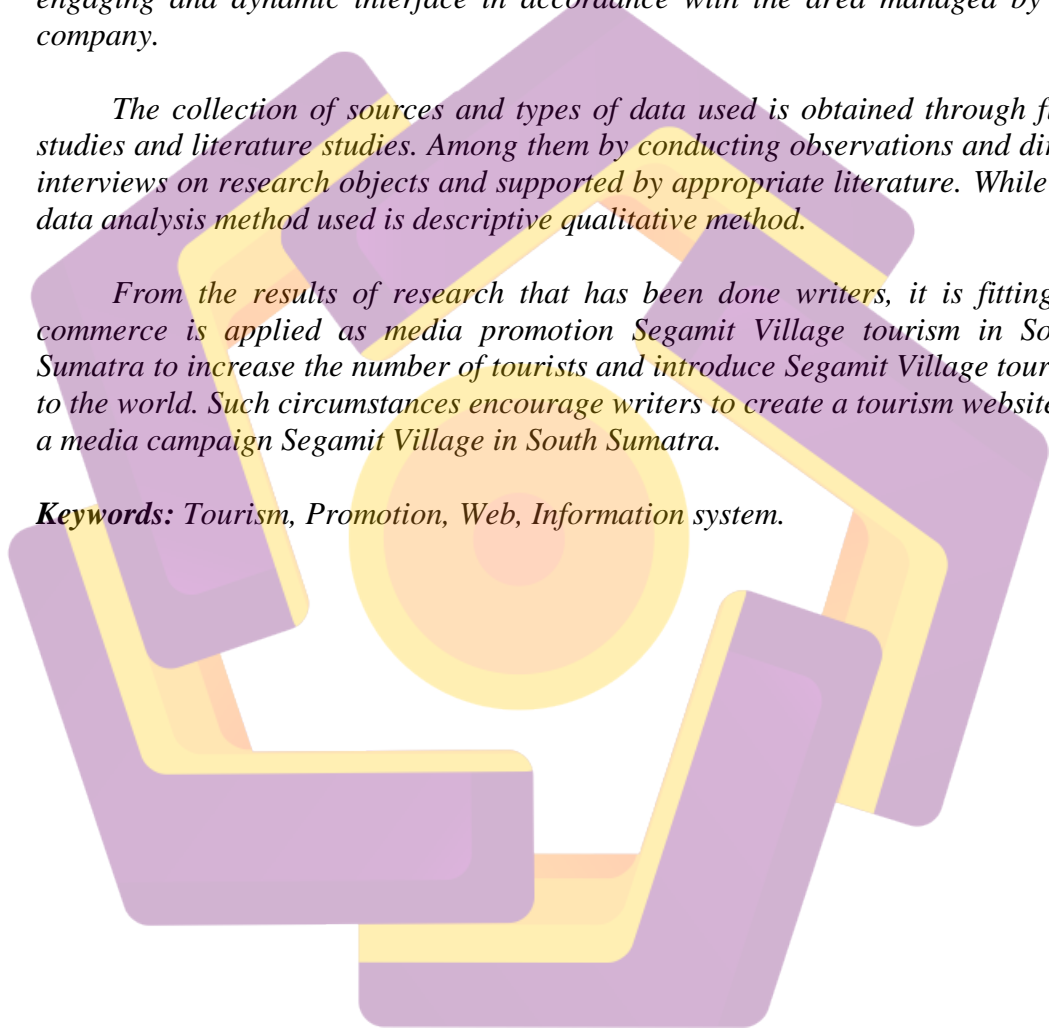 engaging and dynamic interface in accordance with the area managed by
company.
The collection of sources and types of data used is obtained through f
studies and literature studies. Among them by conducting observations and di
interviews on research objects and supported by appropriate literature. While
data analysis method used is descriptive qualitative method.
From the results of research that has been done writers, it is fitting
commerce is applied as media promotion Segamit Village tourism in So
Sumatra to increase the number of tourists and introduce Segamit Village tour
to the world. Such circumstances encourage writers to create a tourism website
a media campaign Segamit Village in South Sumatra.
Keywords: Tourism, Promotion, Web, Information system.